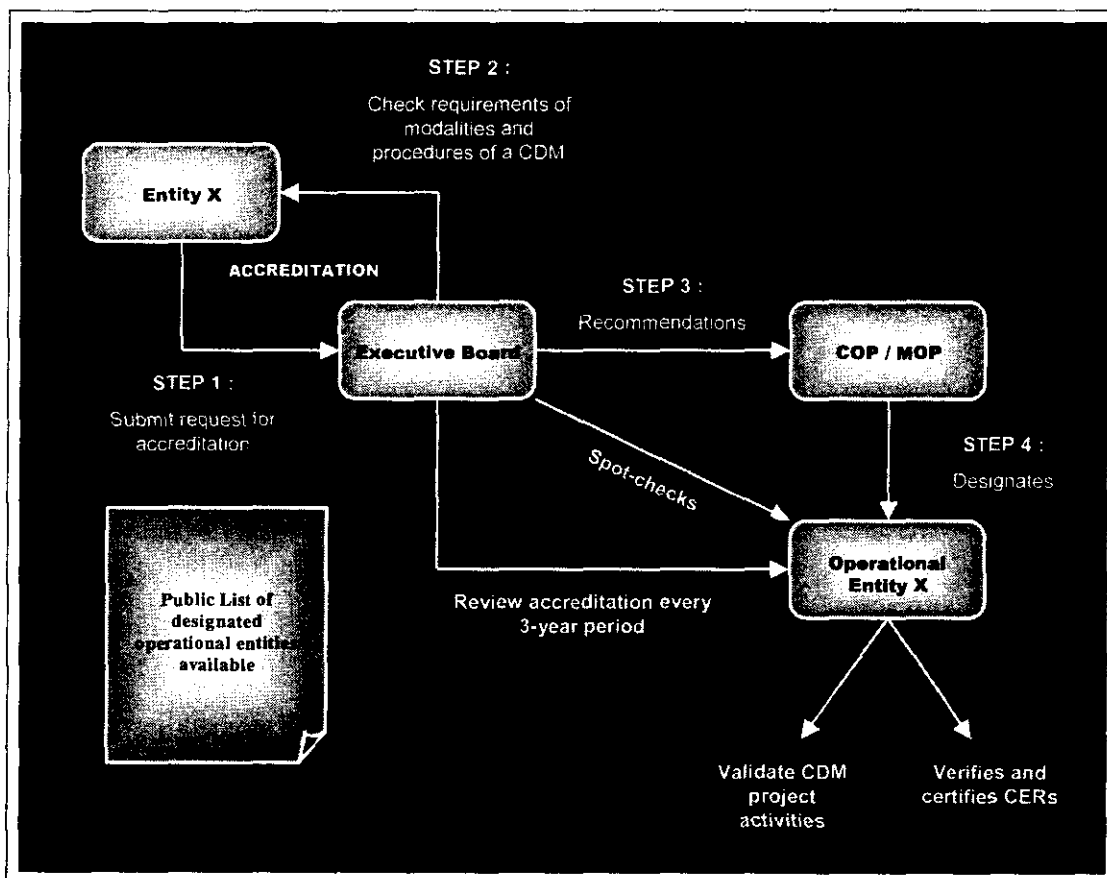 STEP 2 :
Check requirements of
modalities and
procedures of a CDM
Entity X
ACCREDITATION
STEP 3 :
Recommendations
Executive Board
COP / MOP
STEP 1 :
Submit request for
accreditation
STEP 4 :
Designates
Spot-checks
Public List of
designated
operational entities
available
Operational
Entity X
Review accreditation every
3-year period
Validate CDM
project
activities
Verifies and
certifies CERs